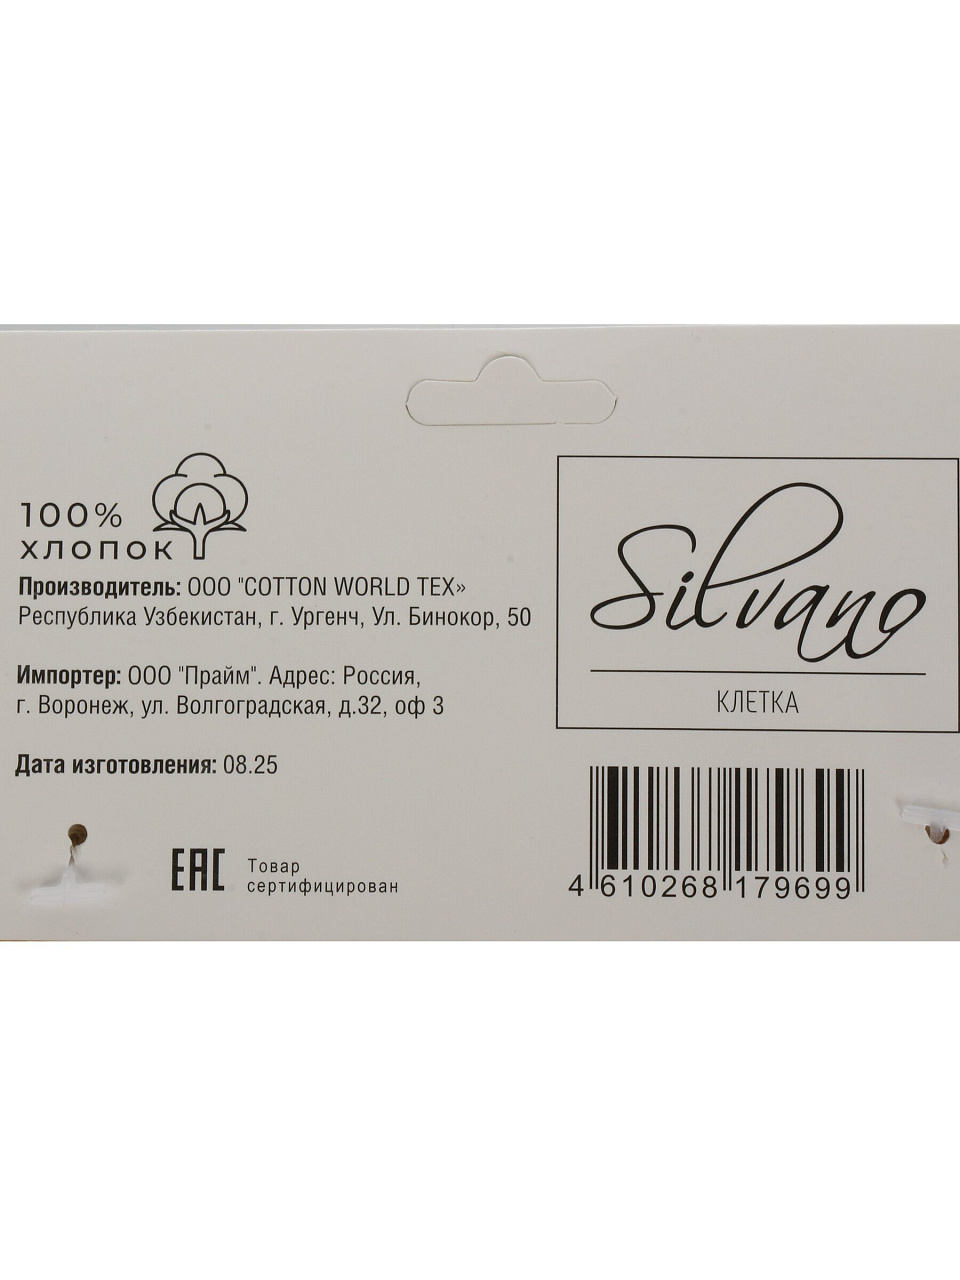 100%
ХЛОПОК
Производитель: ООО "COTTON WORLD TEX»
Республика Узбекистан, г. Ургенч, Ул. Бинокор, 50
Импортер: ООО "Прайм". Адрес: Россия,
г. Воронеж, ул. Волгоградская, д.32, оф 3
Дата изготовления: 08.25
EAC
Товар
сертифицирован
Silvano
КЛЕТКА
4 610268 179699